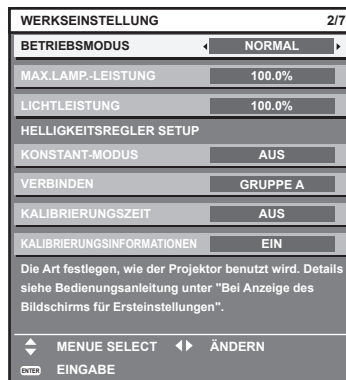 WERKSEINSTELLUNG 2/7
BETRIEBSMODUS NORMAL
MAX.LAMP.-LEISTUNG 100.0%
LICHTLEISTUNG 100.0%
HELLIGKEITSREGLER SETUP
KONSTANT-MODUS AUS
VERBINDEN GRUPPE A
KALIBRIERUNGSZEIT AUS
KALIBRIERUNGSINFORMATIONEN EIN
Die Art festlegen, wie der Projektor benutzt wird. Details
siehe Bedienungsanleitung unter "Bei Anzeige des
Bildschirms für Ersteinstellungen".
MENUE SELECT ÄNDERN
ENTER EINGABE